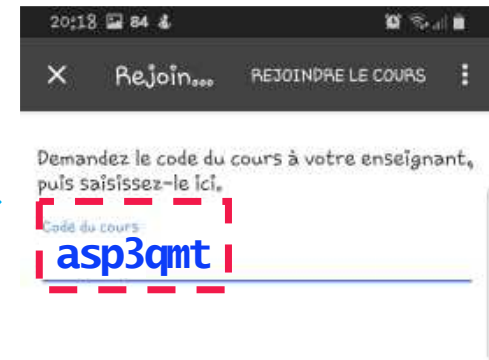 20:18 84
× Rejoin... REJOINDRE LE COURS
Demandez le code du cours à votre enseignant,
puis saisissez-le ici.
Code du cours
asp3qmt